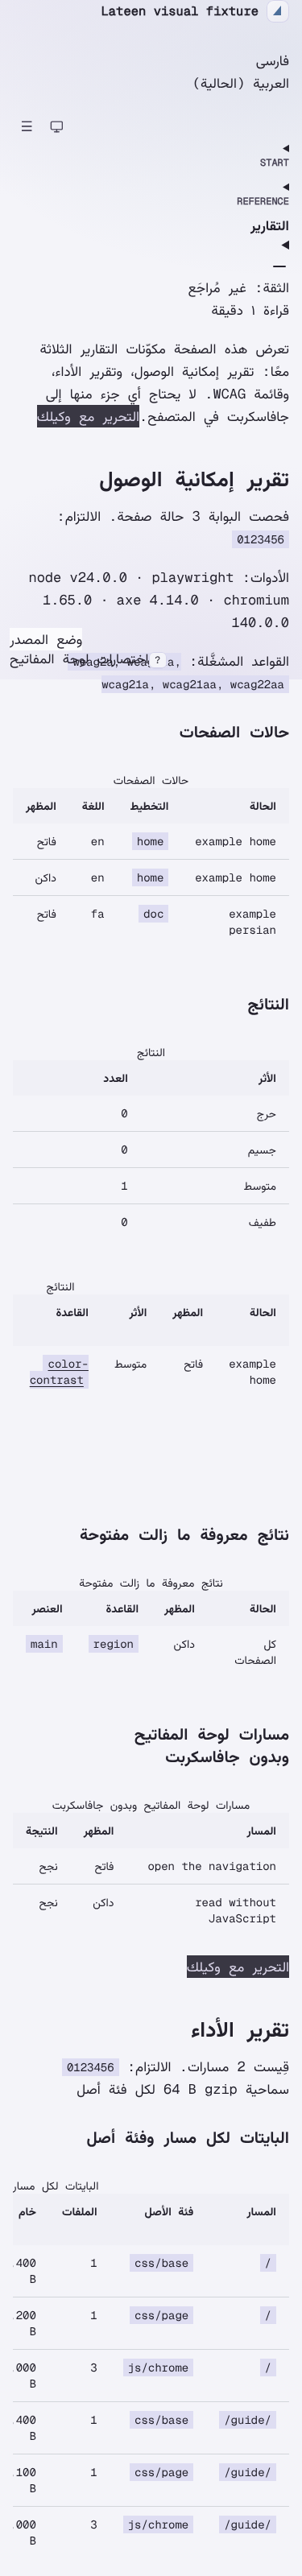 Lateen visual fixture
فارسی
العربية (الحالية)
START
REFERENCE
التقارير
الثقة: غير مُراجَع
قراءة ١ دقيقة
تعرض هذه الصفحة مكوّنات التقارير الثلاثة
معًا: تقرير إمكانية الوصول، وتقرير الأداء،
وقائمة WCAG. لا يحتاج أي جزء منها إلى
جافاسكربت في المتصفح. التحرير مع وكيلك
تقرير إمكانية الوصول
فحصت البوابة 3 حالة صفحة. الالتزام:
0123456
الأدوات: node v24.0.0 · playwright
1.65.0 · axe 4.14.0 · chromium
140.0.0
وضع المصدر
القواعد المشغَّلة:
اختصارات لوحة المفاتيح ?
wcag21a, wcag21aa, wcag22aa
حالات الصفحات
حالات الصفحات
الحالة التخطيط اللغة المظهر
example home home en فاتح
example home home en داكن
example doc fa فاتح
persian
النتائج
النتائج
الأثر العدد
حرج 0
جسيم 0
متوسط 1
طفيف 0
النتائج
الحالة المظهر الأثر القاعدة
example فاتح متوسط color-
home contrast
نتائج معروفة ما زالت مفتوحة
نتائج معروفة ما زالت مفتوحة
الحالة المظهر القاعدة العنصر
كل داكن region main
الصفحات
مسارات لوحة المفاتيح
وبدون جافاسكربت
مسارات لوحة المفاتيح وبدون جافاسكربت
المسار المظهر النتيجة
open the navigation فاتح نجح
read without داكن نجح
JavaScript
التحرير مع وكيلك
تقرير الأداء
قِيست 2 مسارات. الالتزام: 0123456
سماحية 64 B gzip لكل فئة أصل
البايتات لكل مسار وفئة أصل
البايتات لكل مسار
المسار فئة الأصل الملفات خام
/ css/base 1 400
B
/ css/page 1 200
B
/ js/chrome 3 000
B
/guide/ css/base 1 400
B
/guide/ css/page 1 100
B
/guide/ js/chrome 3 000
B